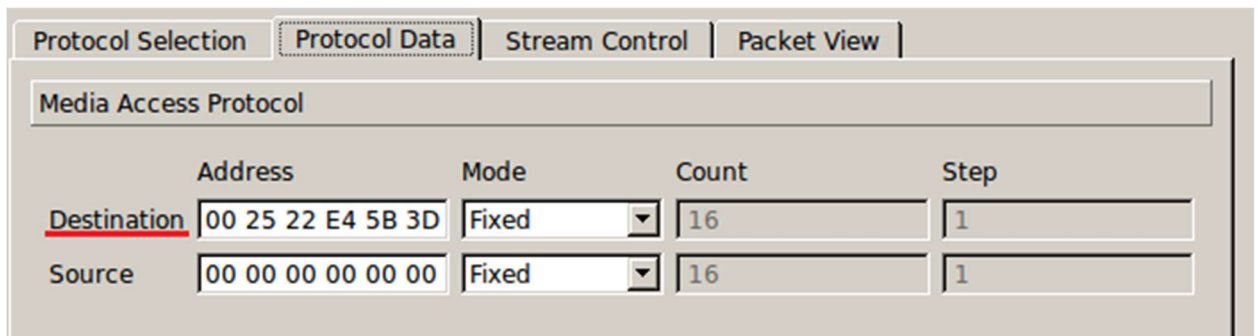 Protocol Selection Protocol Data Stream Control Packet View
Media Access Protocol
Address Mode Count Step
Destination 00 25 22 E4 5B 3D Fixed 16 1
Source 00 00 00 00 00 00 Fixed 16 1